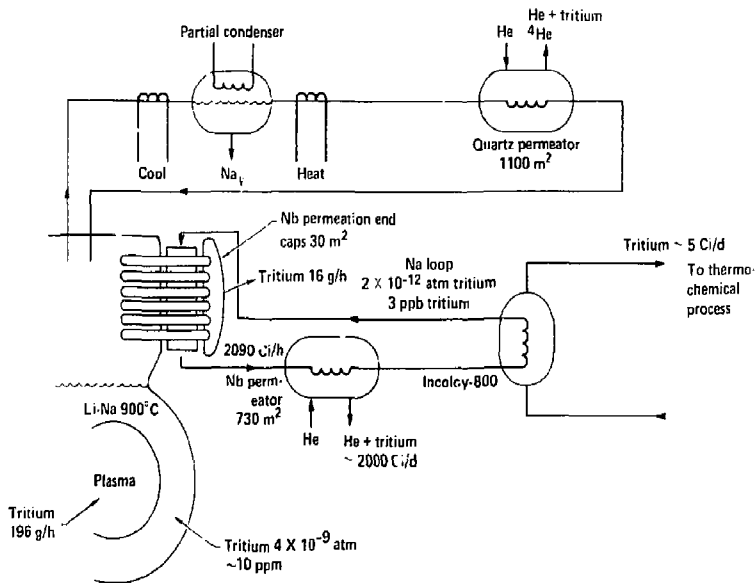 He
He + tritium
⁴He
Partial condenser
Cool
Na
Heat
Quartz permeator
1100 m²
Nb permeation end
caps 30 m²
Tritium 16 g/h
Na loop
2 X 10⁻¹² atm tritium
3 ppb tritium
Tritium ~ 5 Ci/d
To thermo-
chemical
process
2090 Ci/h
Nb perm-
eator
730 m²
Incoloy-800
He
He + tritium
~ 2000 Ci/d
Li-Na 900°C
Plasma
Tritium
196 g/h
Tritium 4 X 10⁻⁹ atm
~10 ppm